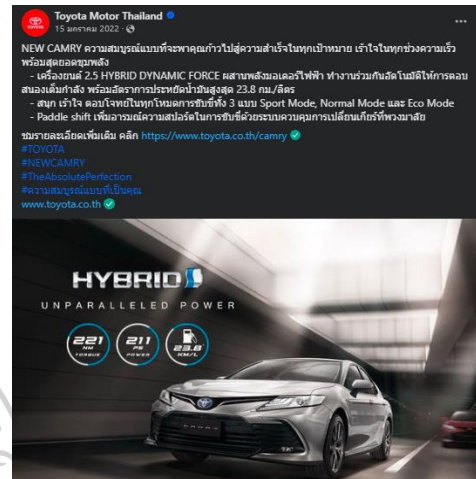 Toyota Motor Thailand
15 มกราคม 2022
NEW CAMRY ความสมบูรณ์แบบที่จะพาคุณก้าวไปสู่ความสำเร็จในทุกเป้าหมาย เร้าใจในทุกช่วงความเร็ว
พร้อมสุดยอดขุมพลัง
- เครื่องยนต์ 2.5 HYBRID DYNAMIC FORCE ผสานพลังมอเตอร์ไฟฟ้า ทำงานร่วมกันอัตโนมัติให้การตอบ
สนองเต็มกำลัง พร้อมอัตราการประหยัดน้ำมันสูงสุด 23.8 กม./ลิตร
- สนุก เร้าใจ ตอบโจทย์ในทุกโหมดการขับขี่ทั้ง 3 แบบ Sport Mode, Normal Mode และ Eco Mode
- Paddle shift เพิ่มอารมณ์ความสปอร์ตในการขับขี่ด้วยระบบควบคุมการเปลี่ยนเกียร์ที่พวงมาลัย
ชมรายละเอียดเพิ่มเติม คลิก https://www.toyota.co.th/camry
#TOYOTA
#NEWCAMRY
#TheAbsolutePerfection
#ความสมบูรณ์แบบที่เป็นคุณ
www.toyota.co.th
HYBRID
UNPARALLELED POWER
221
NM
TORQUE
211
PS
POWER
23.8
KM/L
CAMRY